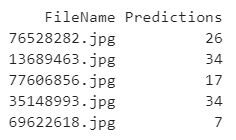 FileName Predictions
76528282.jpg 26
13689463.jpg 34
77606856.jpg 17
35148993.jpg 34
69622618.jpg 7